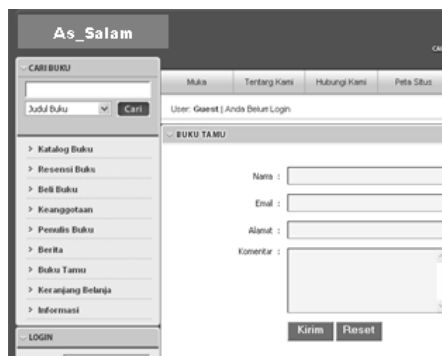 As_Salam
CARI BUKU
Judul Buku
Cari
> Katalog Buku
> Resensi Buku
> Beli Buku
> Keanggotaan
> Penulis Buku
> Berita
> Buku Tamu
> Keranjang Belanja
> Informasi
LOGIN
Muka Tentang Kami Hubungi Kami Peta Situs
User: Guest | Anda Belum Login
BUKU TAMU
Nama :
Email :
Alamat :
Komentar :
Kirim Reset